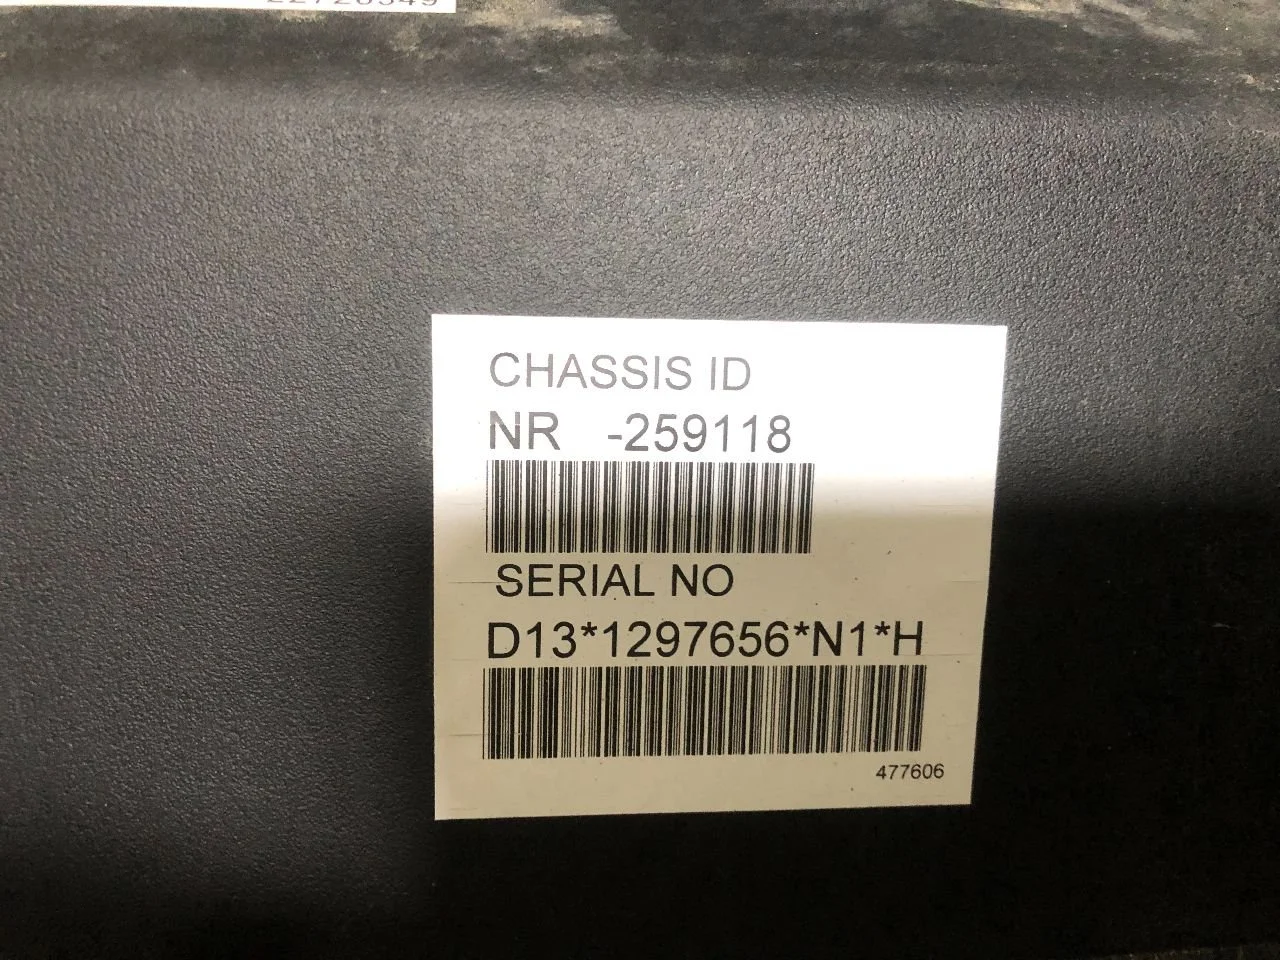 CHASSIS ID
NR -259118
SERIAL NO
D13*1297656*N1*H
477606